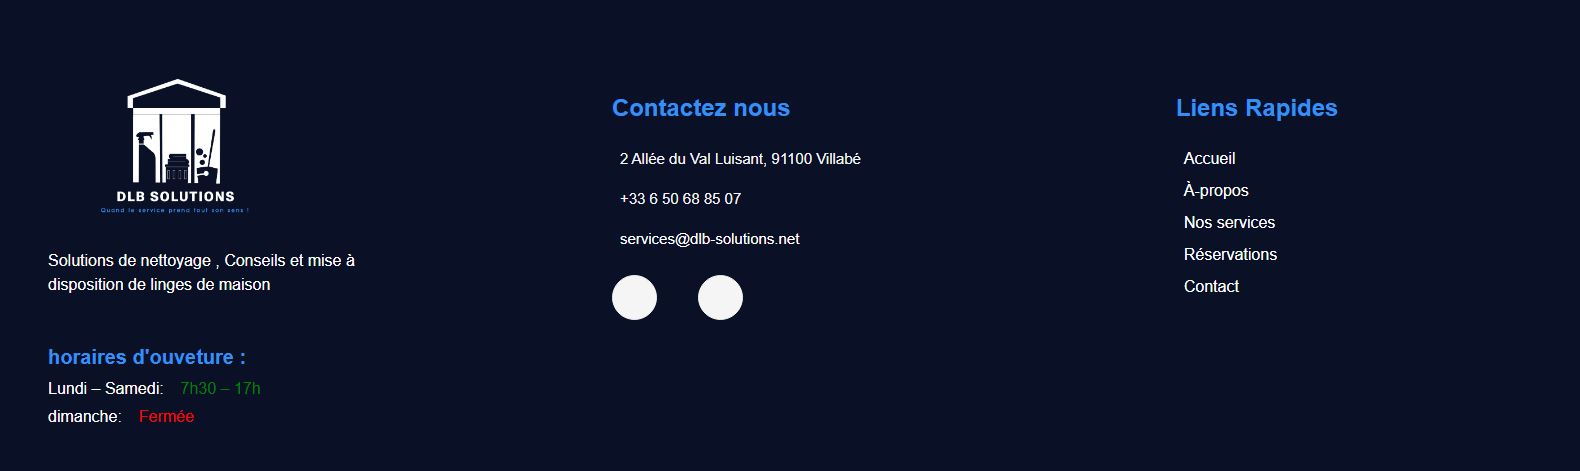 DLB SOLUTIONS
Quand le service prend tout son sens !
Solutions de nettoyage , Conseils et mise à
disposition de linges de maison
horaires d'ouveture :
Lundi – Samedi: 7h30 – 17h
dimanche: Fermée
Contactez nous
2 Allée du Val Luisant, 91100 Villabé
+33 6 50 68 85 07
services@dlb-solutions.net
Liens Rapides
Accueil
À-propos
Nos services
Réservations
Contact